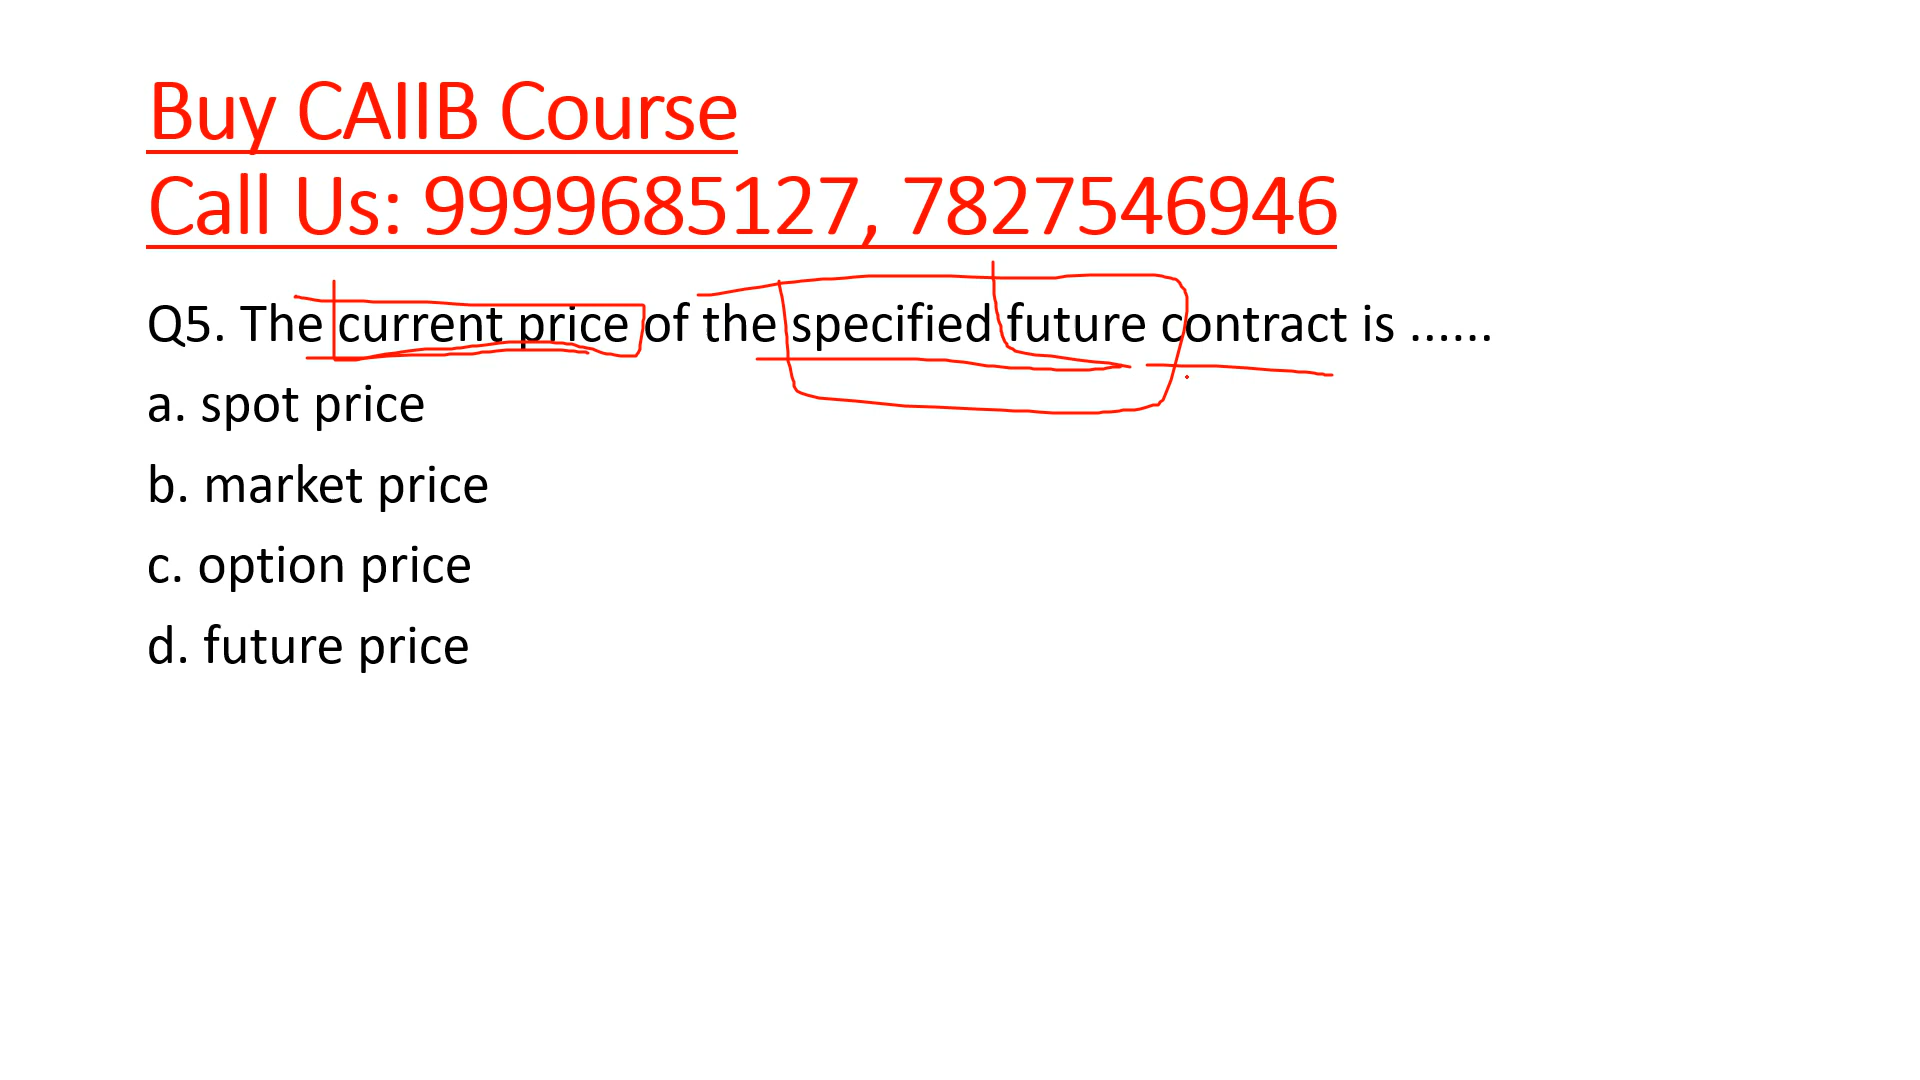 Buy CAIIB Course
Call Us: 9999685127, 7827546946
Q5. The current price of the specified future contract is ......
a. spot price
b. market price
c. option price
d. future price